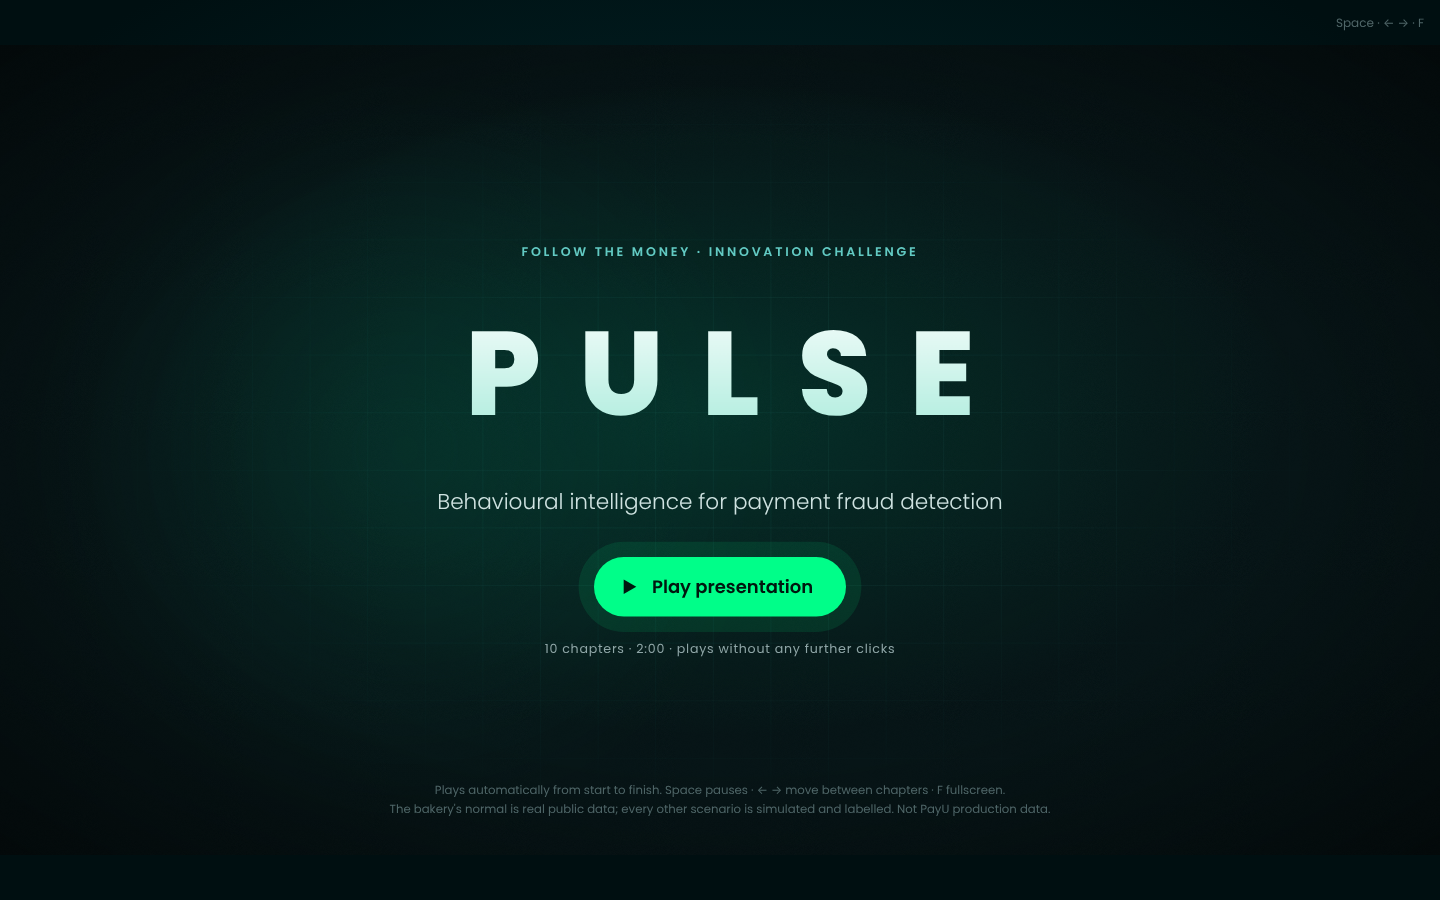 Space · ← → · F
FOLLOW THE MONEY · INNOVATION CHALLENGE
PULSE
Behavioural intelligence for payment fraud detection
▶ Play presentation
10 chapters · 2:00 · plays without any further clicks
Plays automatically from start to finish. Space pauses · ← → move between chapters · F fullscreen.
The bakery's normal is real public data; every other scenario is simulated and labelled. Not PayU production data.